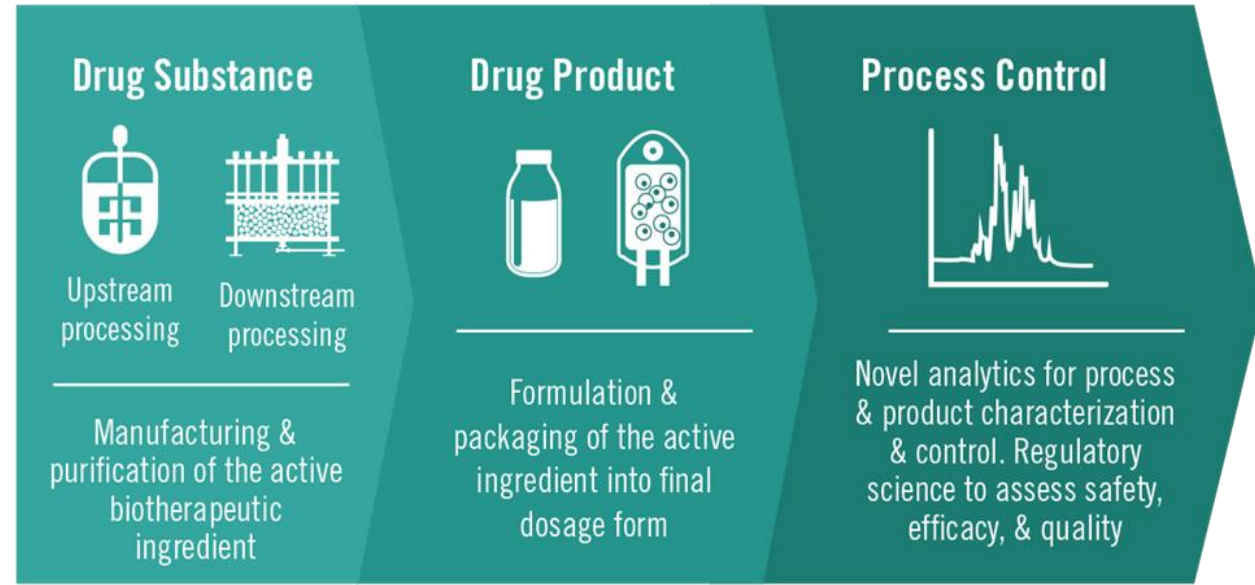 Drug Substance
Upstream
processing
Downstream
processing
Manufacturing &
purification of the active
biotherapeutic
ingredient
Drug Product
Formulation &
packaging of the active
ingredient into final
dosage form
Process Control
Novel analytics for process
& product characterization
& control. Regulatory
science to assess safety,
efficacy, & quality